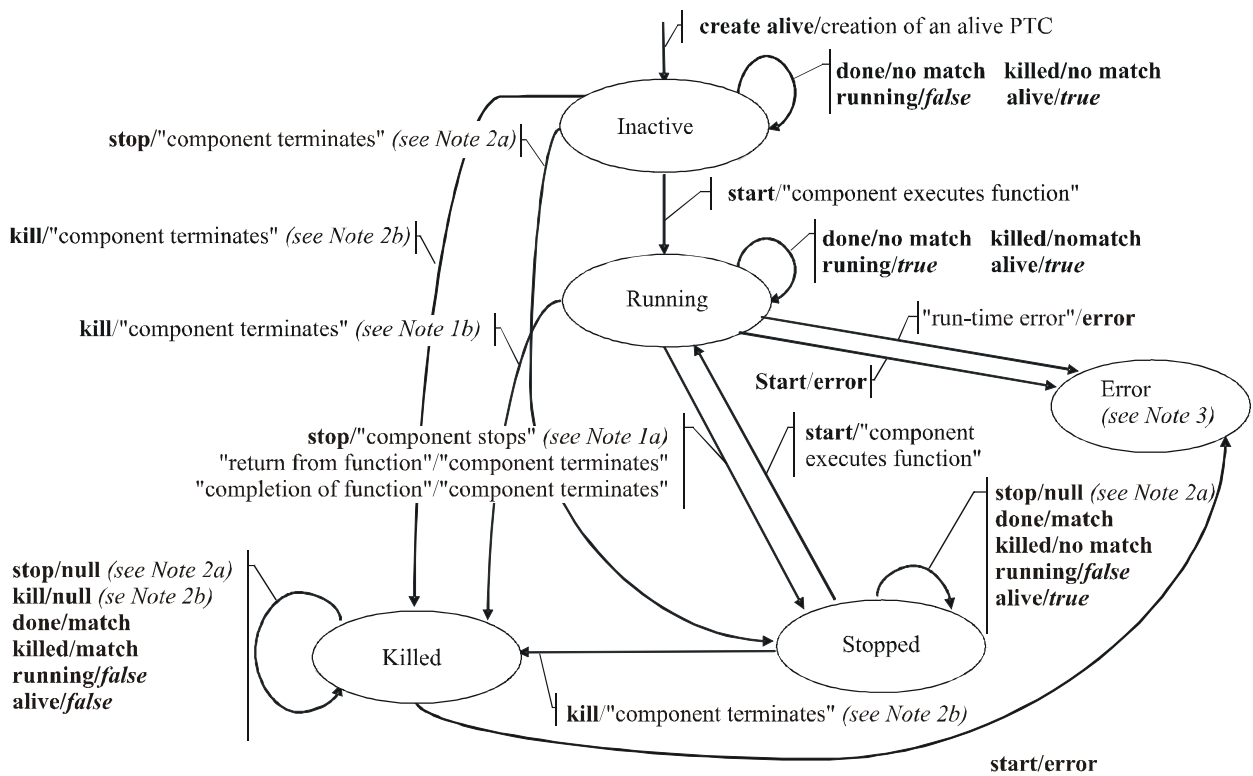 create alive/creation of an alive PTC
done/no match killed/no match
running/false alive/true
Inactive
stop/"component terminates" (see Note 2a)
start/"component executes function"
kill/"component terminates" (see Note 2b)
done/no match killed/nomatch
runing/true alive/true
Running
kill/"component terminates" (see Note 1b)
"run-time error"/error
Start/error
Error
(see Note 3)
stop/"component stops" (see Note 1a)
"return from function"/"component terminates"
"completion of function"/"component terminates"
start/"component
executes function"
stop/null (see Note 2a)
done/match
killed/no match
running/false
alive/true
stop/null (see Note 2a)
kill/null (se Note 2b)
done/match
killed/match
running/false
alive/false
Killed
Stopped
kill/"component terminates" (see Note 2b)
start/error